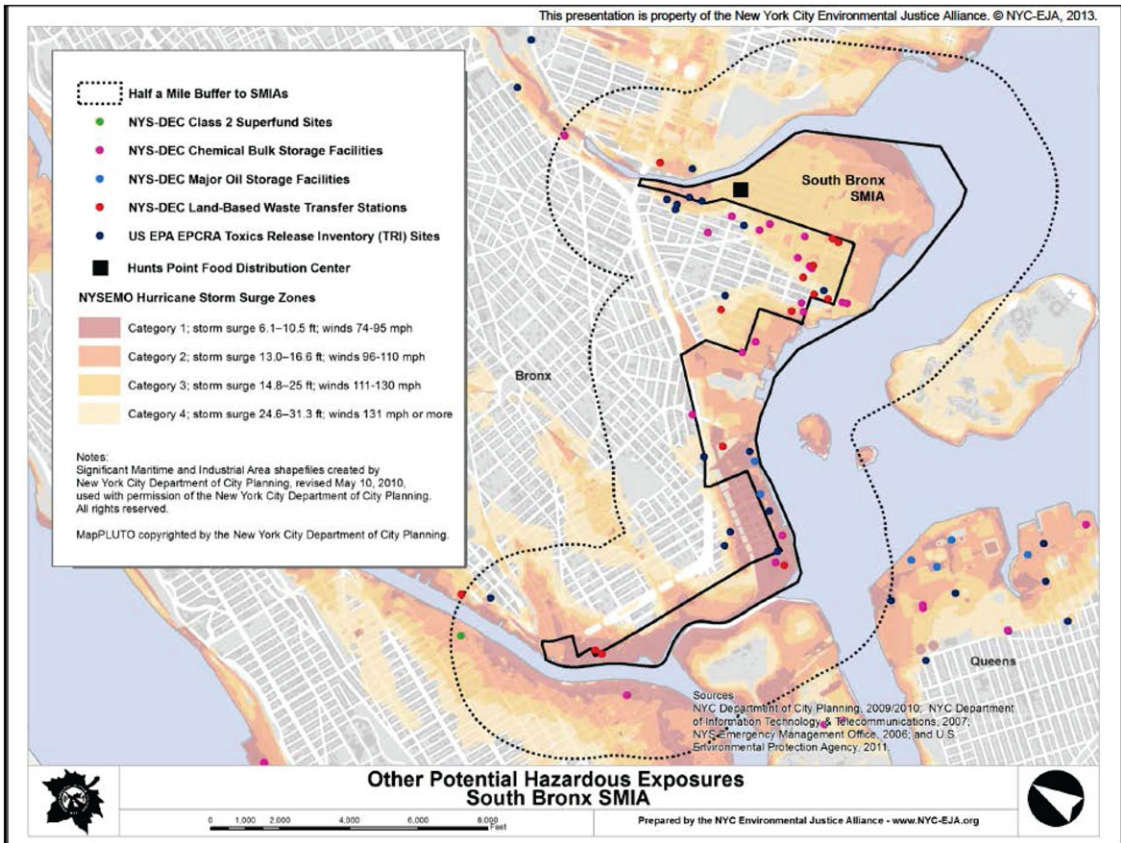 This presentation is property of the New York City Environmental Justice Alliance. © NYC-EJA, 2013.
Half a Mile Buffer to SMIAs
NYS-DEC Class 2 Superfund Sites
NYS-DEC Chemical Bulk Storage Facilities
NYS-DEC Major Oil Storage Facilities
NYS-DEC Land-Based Waste Transfer Stations
US EPA EPCRA Toxics Release Inventory (TRI) Sites
Hunts Point Food Distribution Center
NYSEMO Hurricane Storm Surge Zones
Category 1; storm surge 6.1–10.5 ft; winds 74-95 mph
Category 2; storm surge 13.0–16.6 ft; winds 96-110 mph
Category 3; storm surge 14.8–25 ft; winds 111-130 mph
Category 4; storm surge 24.6–31.3 ft; winds 131 mph or more
Notes:
Significant Maritime and Industrial Area shapefiles created by
New York City Department of City Planning, revised May 10, 2010,
used with permission of the New York City Department of City Planning.
All rights reserved.
MapPLUTO copyrighted by the New York City Department of City Planning.
South Bronx
SMIA
Bronx
Queens
Sources
NYC Department of City Planning, 2009/2010; NYC Department
of Information Technology & Telecommunications, 2007;
NYS Emergency Management Office, 2006; and U.S.
Environmental Protection Agency, 2011.
Other Potential Hazardous Exposures
South Bronx SMIA
0 1,000 2,000 4,000 6,000 8,000
Feet
Prepared by the NYC Environmental Justice Alliance - www.NYC-EJA.org